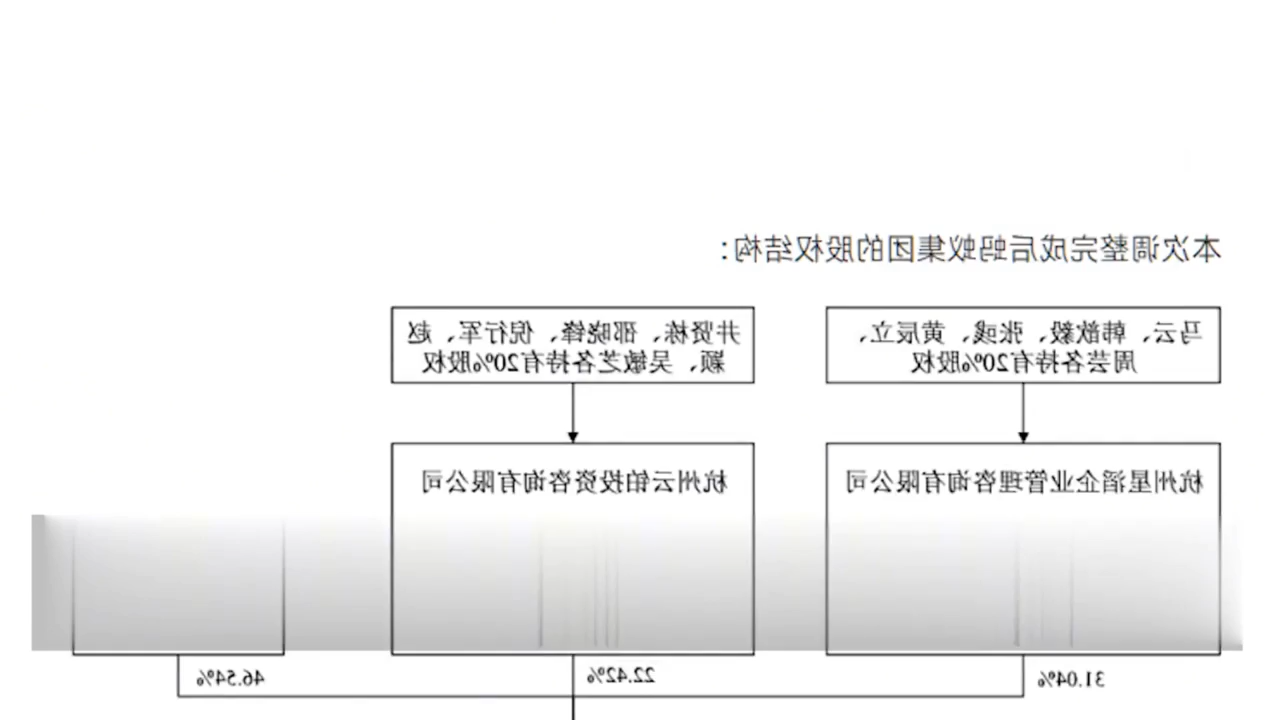 本次调整完成后蚂蚁集团的股权结构：
马云、韩歆毅、张彧、黄辰立、
周芸各持有20%股权
井贤栋、邵晓锋、倪行军、赵
颖、吴敏芝各持有20%股权
杭州星滔企业管理咨询有限公司
杭州云铂投资咨询有限公司
31.04%
22.42%
46.54%